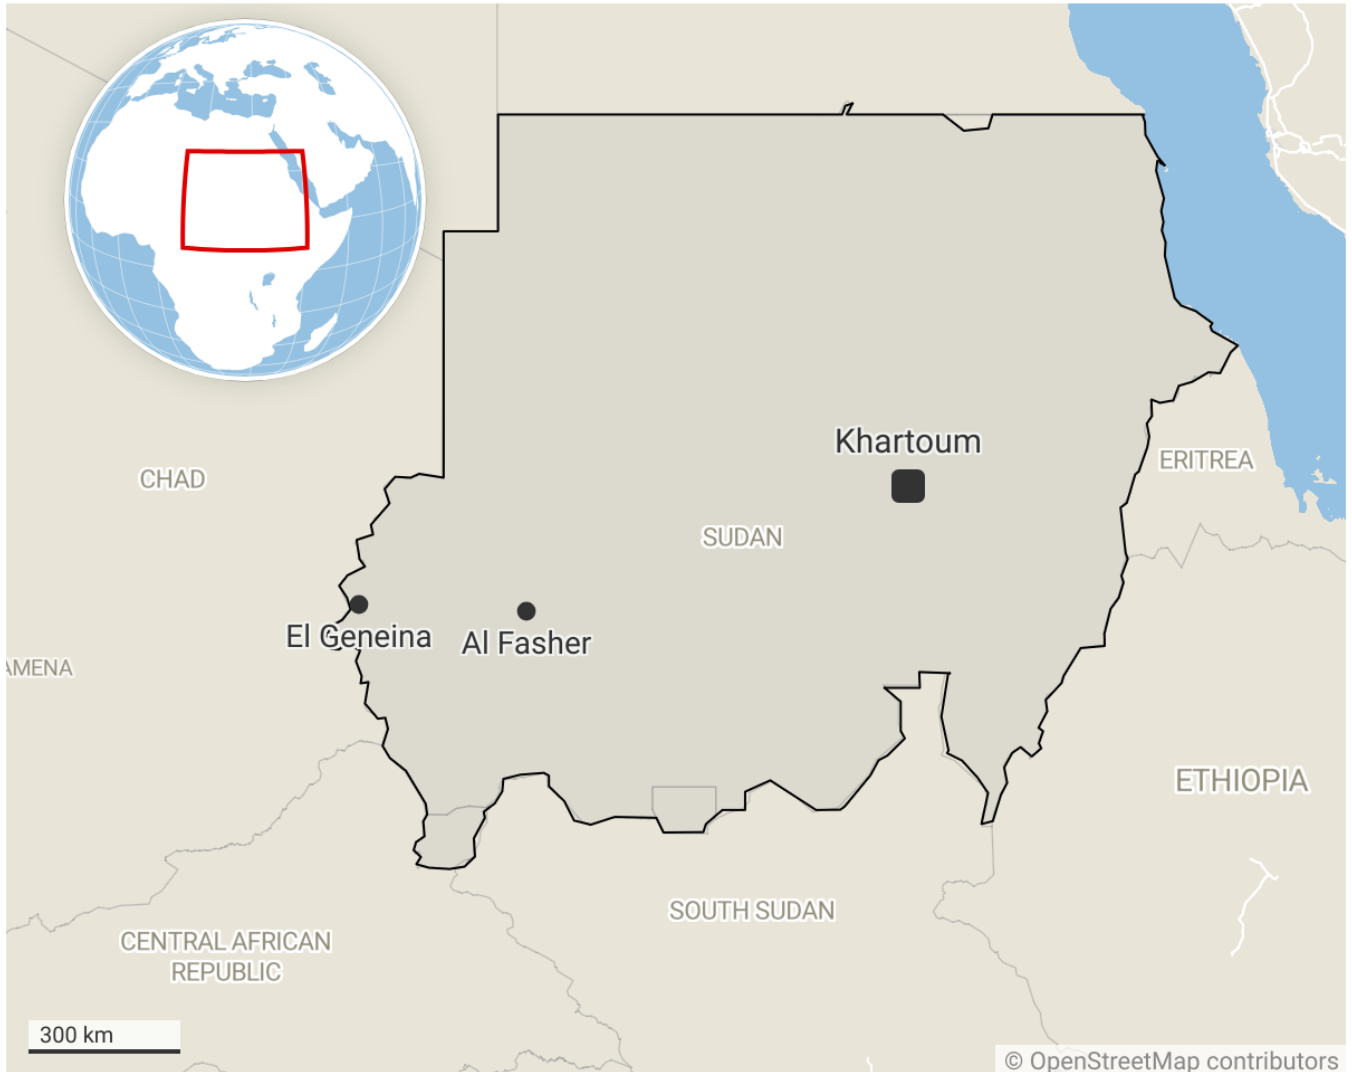 Khartoum
CHAD
ERITREA
SUDAN
El Geneina
Al Fasher
AMENA
ETHIOPIA
SOUTH SUDAN
CENTRAL AFRICAN
REPUBLIC
300 km
© OpenStreetMap contributors